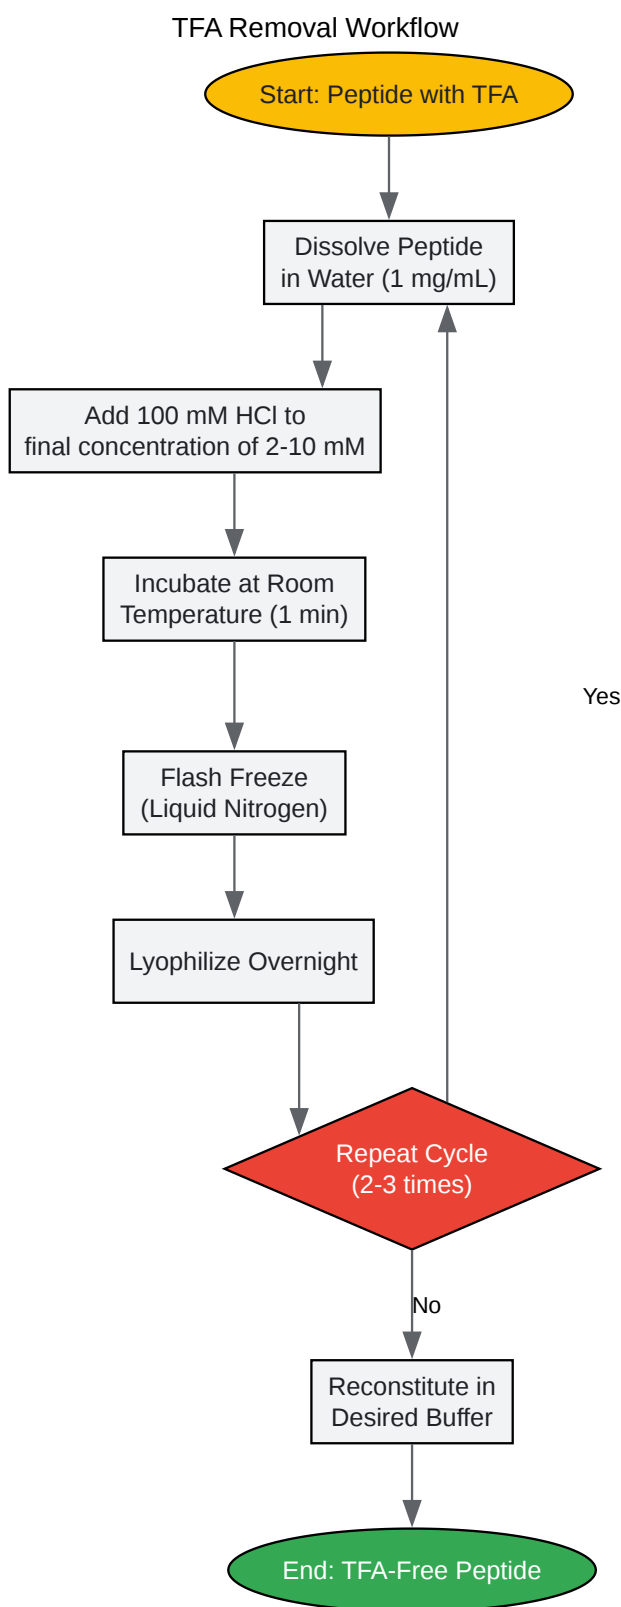 TFA Removal Workflow
Start: Peptide with TFA
Dissolve Peptide
in Water (1 mg/mL)
Add 100 mM HCl to
final concentration of 2-10 mM
Incubate at Room
Temperature (1 min)
Yes
Flash Freeze
(Liquid Nitrogen)
Lyophilize Overnight
Repeat Cycle
(2-3 times)
No
Reconstitute in
Desired Buffer
End: TFA-Free Peptide